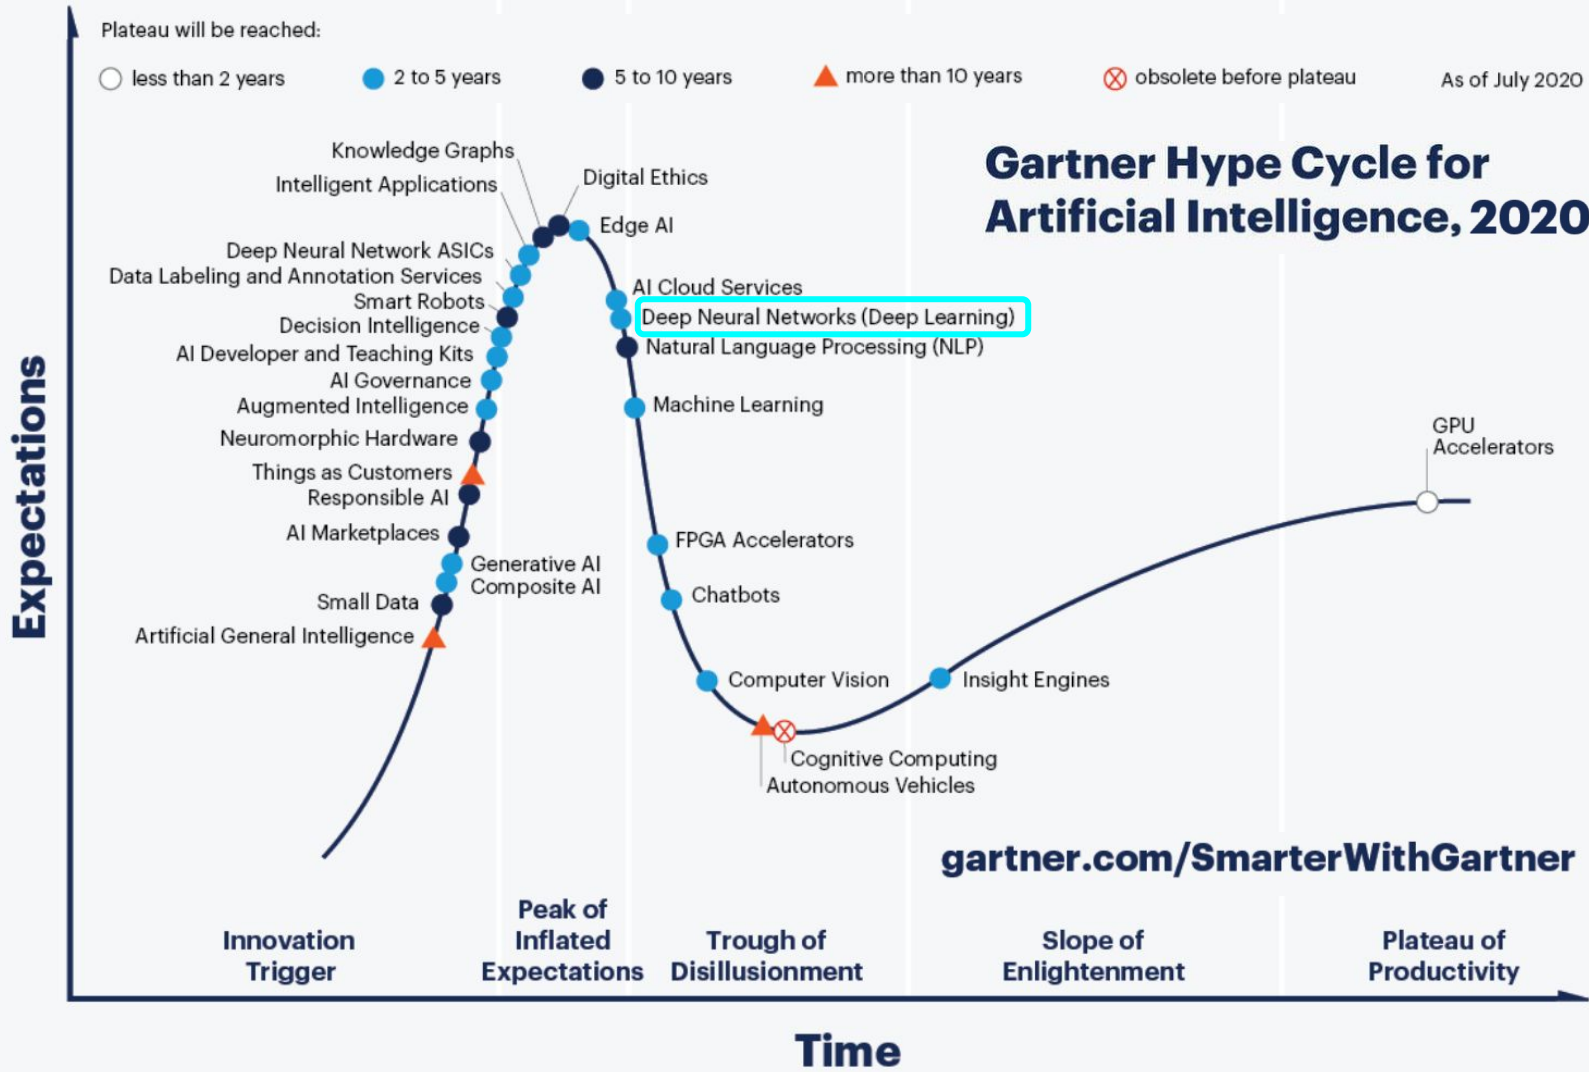 Plateau will be reached:
less than 2 years
2 to 5 years
5 to 10 years
more than 10 years
obsolete before plateau
As of July 2020
Gartner Hype Cycle for
Artificial Intelligence, 2020
Knowledge Graphs
Intelligent Applications
Digital Ethics
Edge AI
Deep Neural Network ASICs
Data Labeling and Annotation Services
Smart Robots
Decision Intelligence
AI Developer and Teaching Kits
AI Governance
Augmented Intelligence
Neuromorphic Hardware
Things as Customers
Responsible AI
AI Marketplaces
Generative AI
Composite AI
Small Data
Artificial General Intelligence
AI Cloud Services
Deep Neural Networks (Deep Learning)
Natural Language Processing (NLP)
Machine Learning
FPGA Accelerators
Chatbots
Computer Vision
Cognitive Computing
Autonomous Vehicles
Insight Engines
GPU
Accelerators
gartner.com/SmarterWithGartner
Expectations
Innovation
Trigger
Peak of
Inflated
Expectations
Trough of
Disillusionment
Slope of
Enlightenment
Plateau of
Productivity
Time